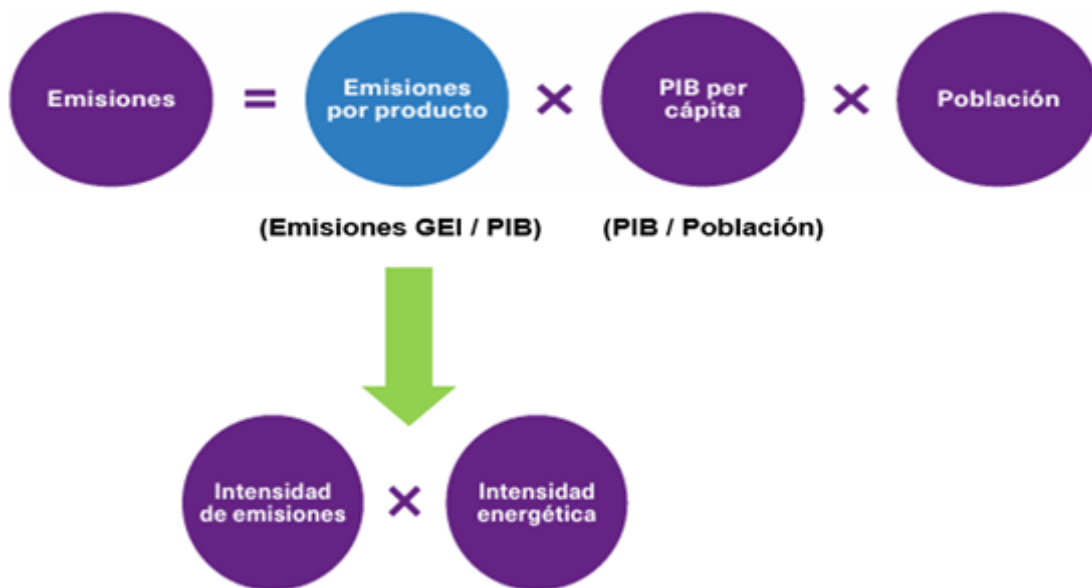 Emisiones
=
Emisiones
por producto
×
PIB per
cápita
×
Población
(Emisiones GEI / PIB)
(PIB / Población)
Intensidad
de emisiones
×
Intensidad
energética